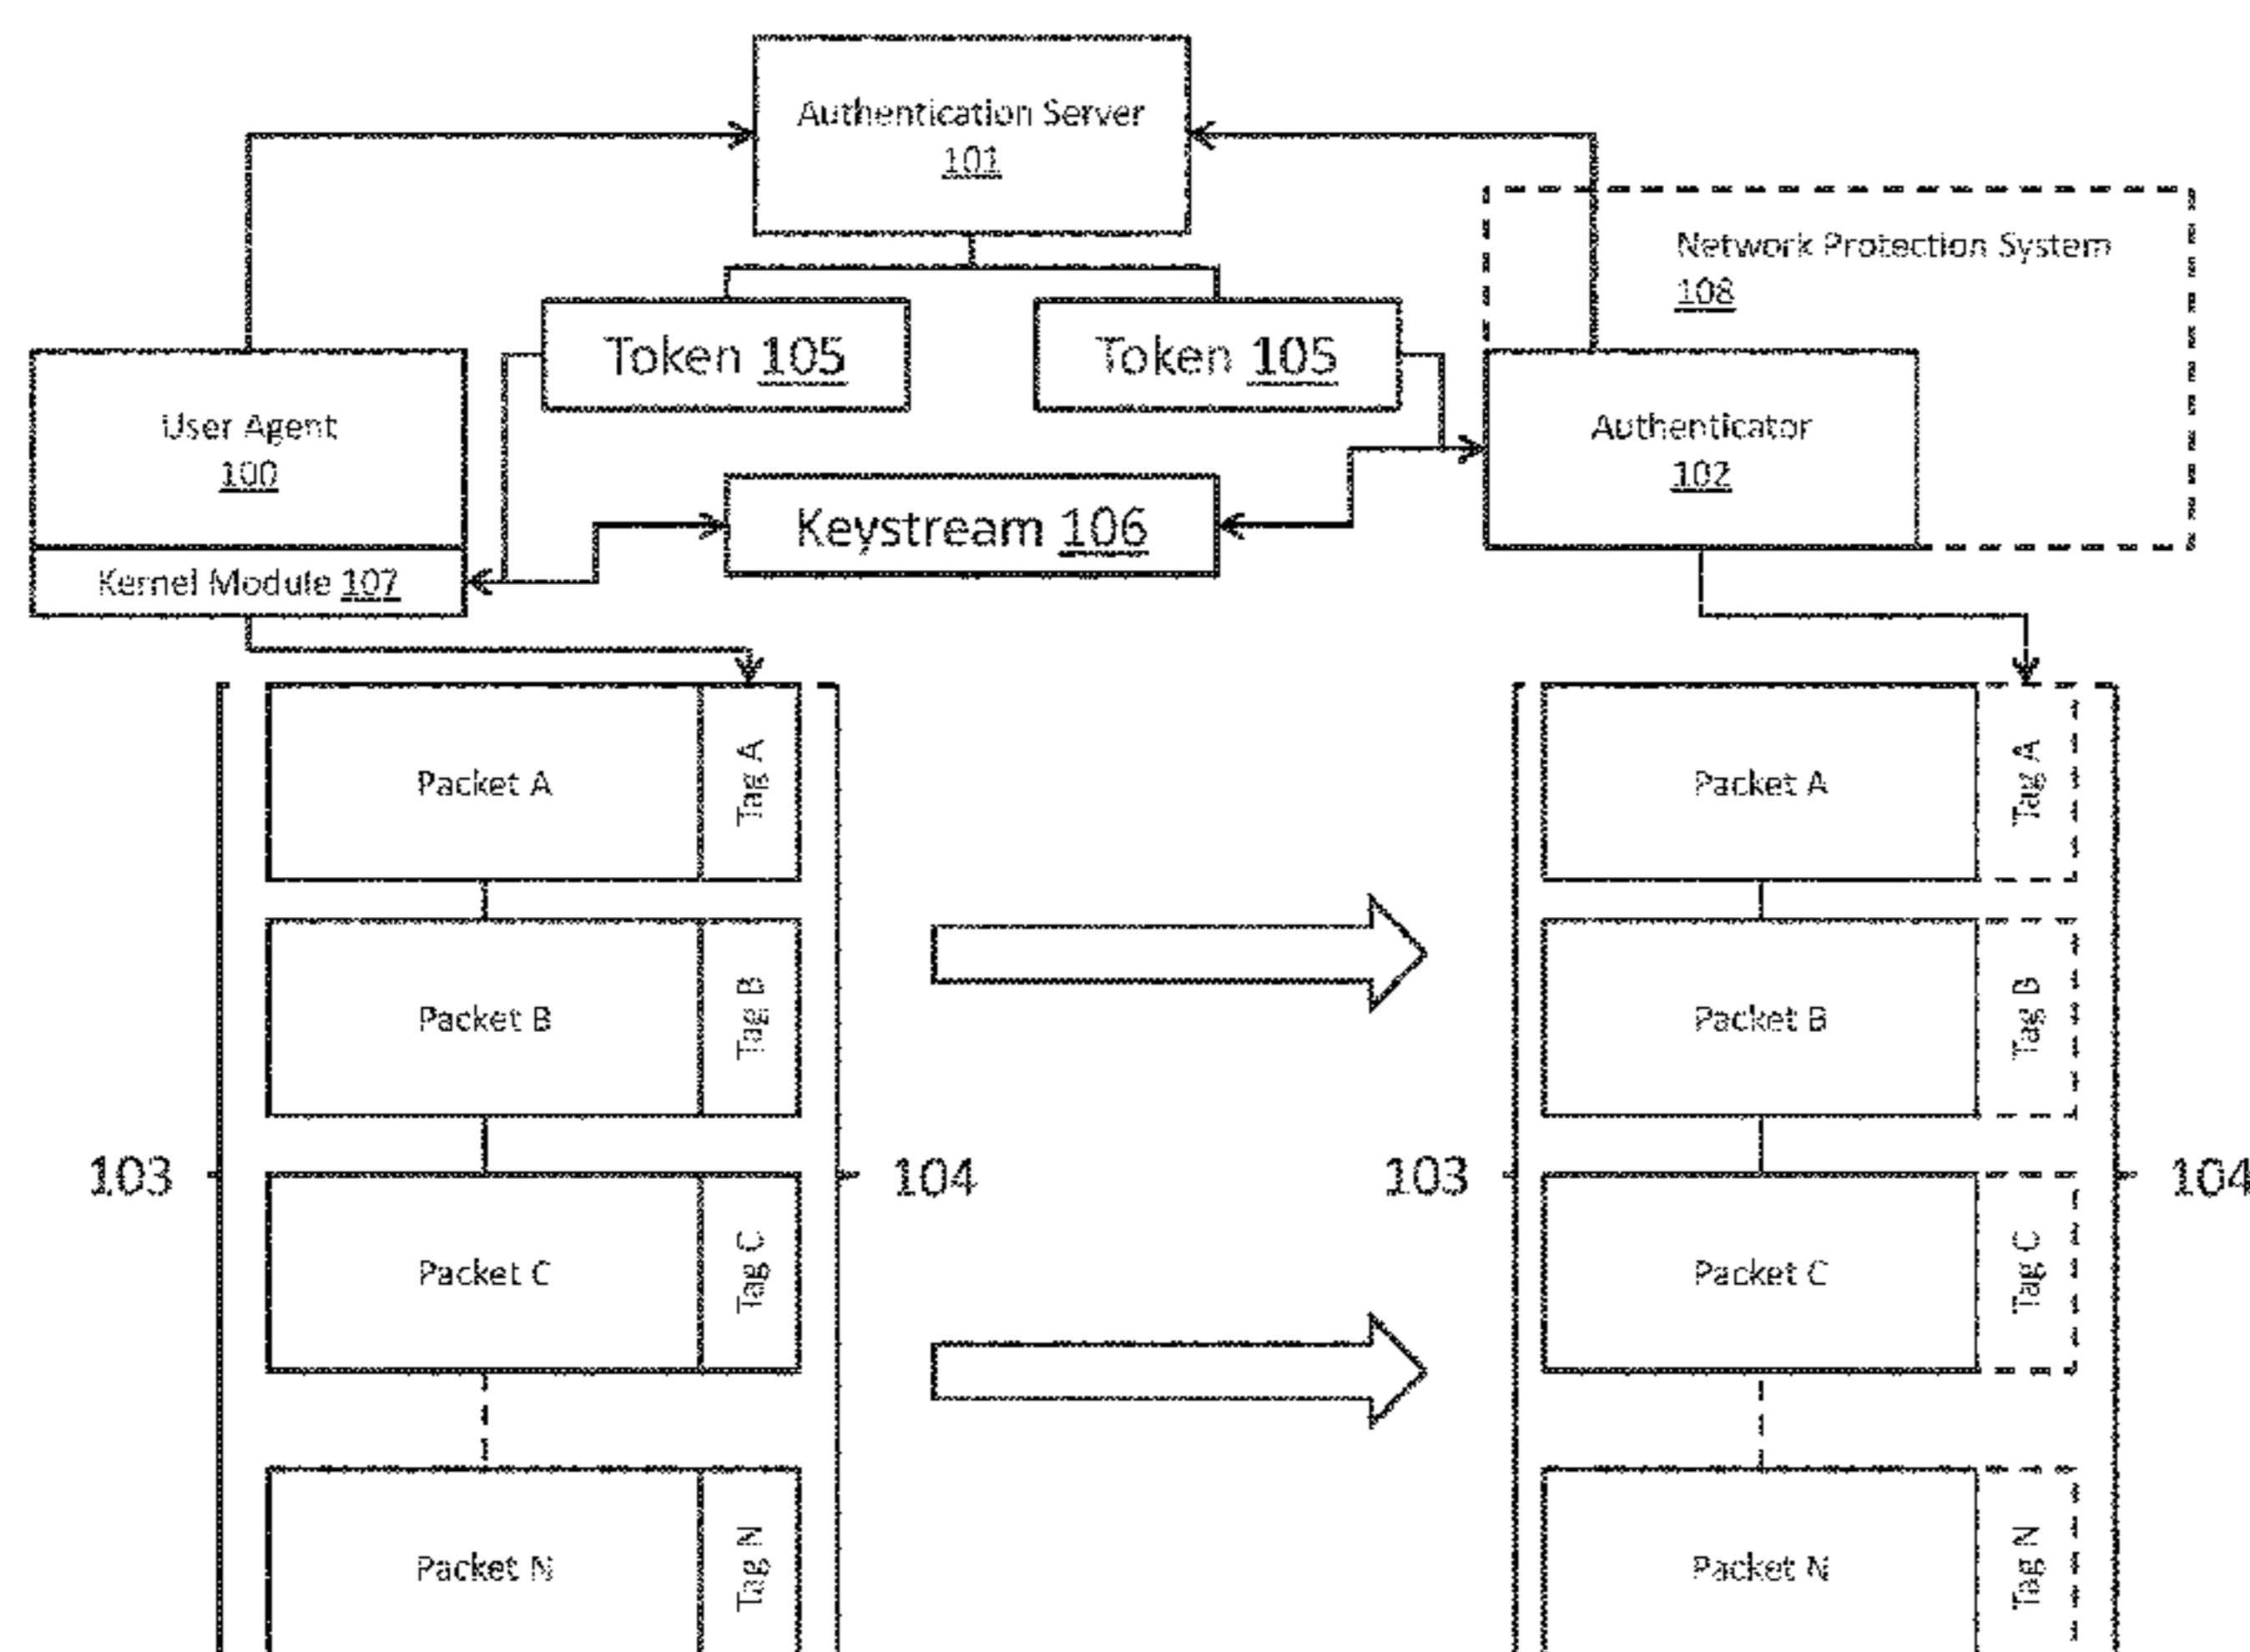 Authentication Server
101
Network Protection System
108
Token 105
Token 105
User Agent
100
Authenticator
102
Keystream 106
Kernel Module 107
Packet A
Tag A
Packet A
Tag A
Packet B
Tag B
Packet B
Tag B
103
104
103
104
Packet C
Tag C
Packet C
Tag C
Packet N
Tag N
Packet N
Tag N